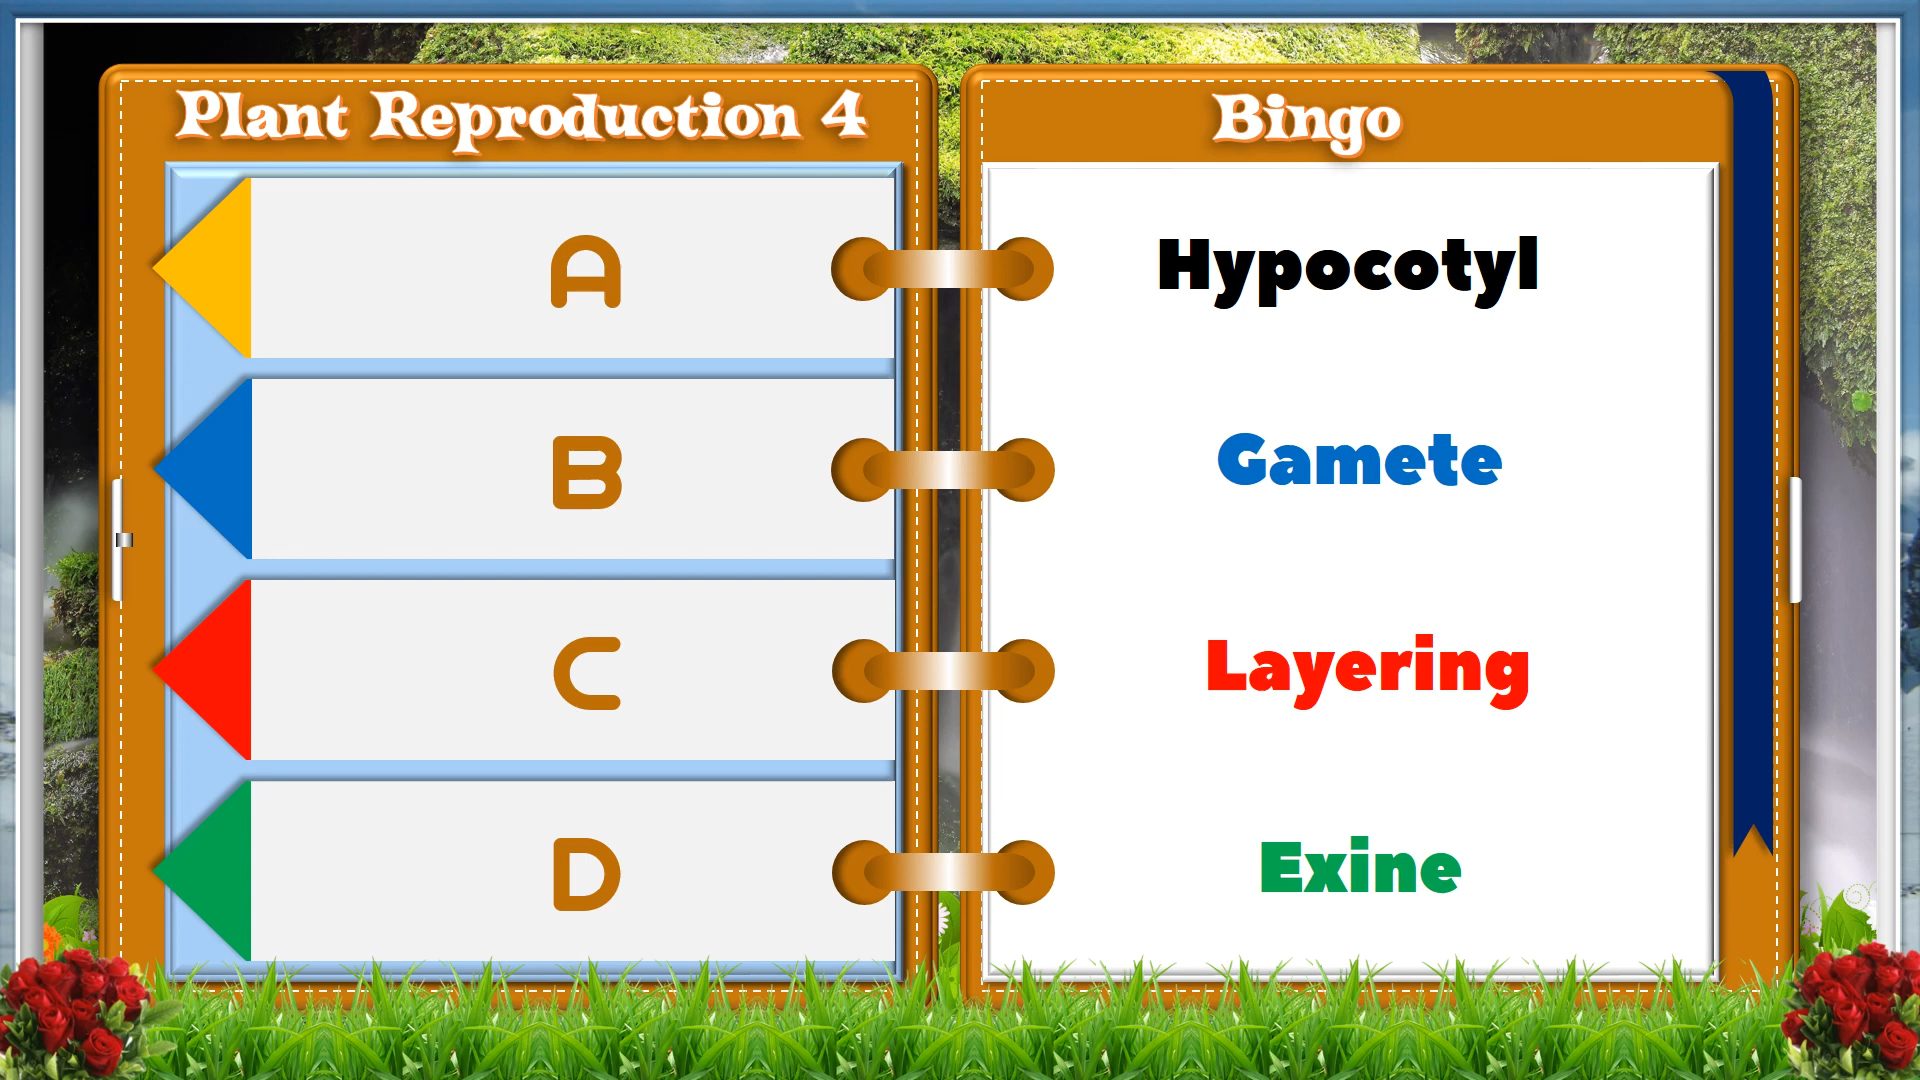 Plant Reproduction 4
A
B
C
D
Bingo
Hypocotyl
Gamete
Layering
Exine